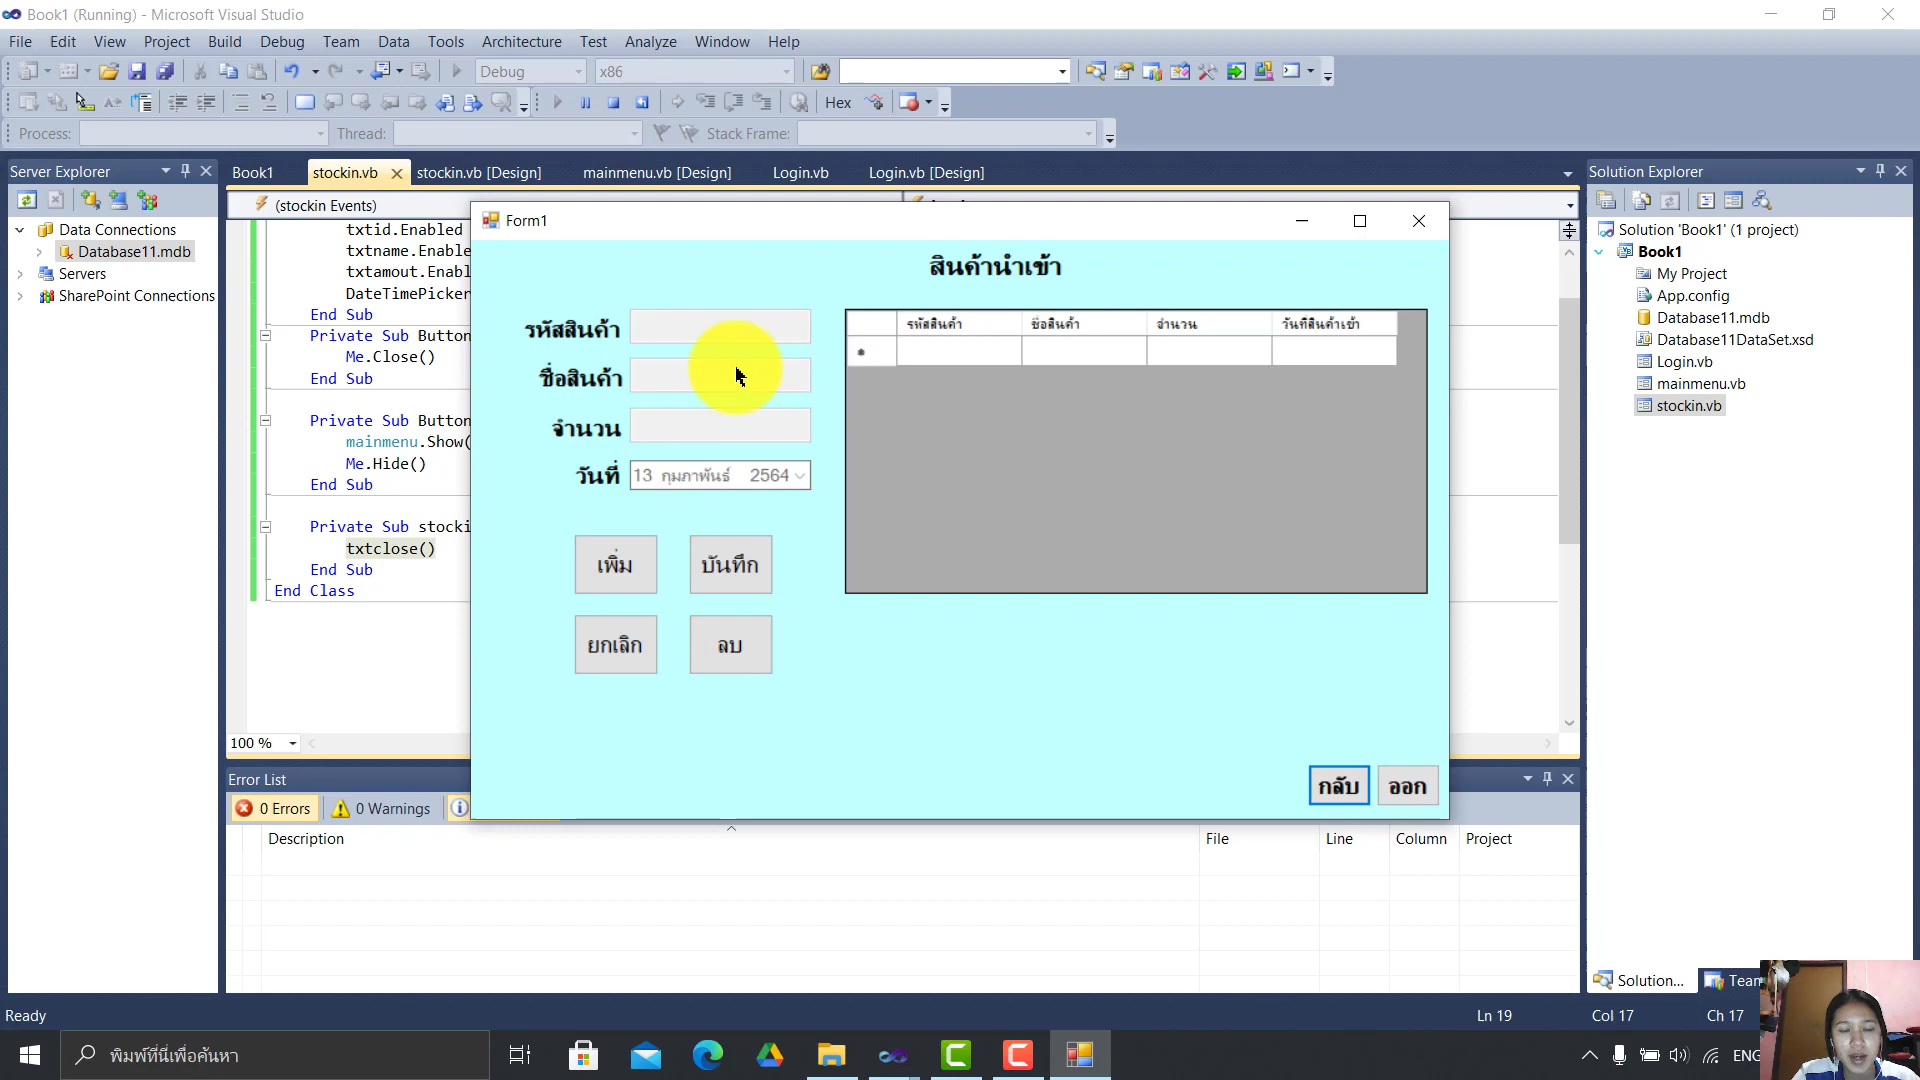 Book1 (Running) - Microsoft Visual Studio
File Edit View Project Build Debug Team Data Tools Architecture Test Analyze Window Help
Debug x86
Hex
Process: Thread: Stack Frame:
Server Explorer
Data Connections
Database11.mdb
Servers
SharePoint Connections
Book1 stockin.vb stockin.vb [Design] mainmenu.vb [Design] Login.vb Login.vb [Design]
(stockin Events)
txtid.Enabled
txtname.Enable
txtamout.Enabl
DateTimePicker
End Sub
Private Sub Button
Me.Close()
End Sub
Private Sub Button
mainmenu.Show(
Me.Hide()
End Sub
Private Sub stocki
txtclose()
End Sub
End Class
100 %
Form1
สินค้านำเข้า
รหัสสินค้า
ชื่อสินค้า
จำนวน
วันที่ 13 กุมภาพันธ์ 2564
รหัสสินค้า ชื่อสินค้า จำนวน วันที่สินค้าเข้า
เพิ่ม บันทึก
ยกเลิก ลบ
กลับ ออก
Error List
0 Errors 0 Warnings
Description File Line Column Project
Solution Explorer
Solution 'Book1' (1 project)
Book1
My Project
App.config
Database11.mdb
Database11DataSet.xsd
Login.vb
mainmenu.vb
stockin.vb
Solution... Tean
Ready Ln 19 Col 17 Ch 17
พิมพ์ที่นี่เพื่อค้นหา
ENG